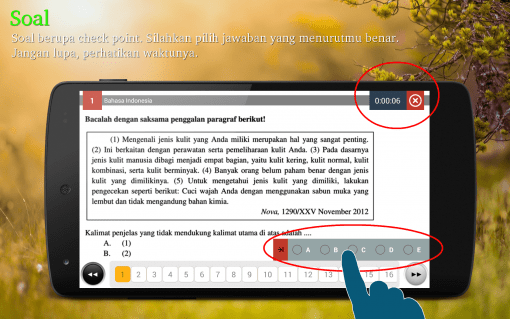 Soal
Soal berupa check point. Silahkan pilih jawaban yang menurutmu benar.
Jangan lupa, perhatikan waktunya.
1 Bahasa Indonesia 0:00:06
Bacalah dengan saksama penggalan paragraf berikut!
(1) Mengenali jenis kulit yang Anda miliki merupakan hal yang sangat penting.
(2) Ini berkaitan dengan perawatan serta pemeliharaan kulit Anda. (3) Pada dasarnya
jenis kulit manusia dibagi menjadi empat bagian, yaitu kulit kering, kulit normal, kulit
kombinasi, serta kulit berminyak. (4) Banyak orang belum paham benar dengan jenis
kulit yang dimilikinya. (5) Untuk mengetahui jenis kulit yang dimiliki, lakukan
pengecekan seperti berikut: Cuci wajah Anda dengan menggunakan sabun muka yang
lembut dan tidak mengandung bahan kimia.
Nova, 1290/XXV November 2012
Kalimat penjelas yang tidak mendukung kalimat utama di atas adalah ....
A. (1)
B. (2)
A B C D E
1 2 3 4 5 6 7 8 9 10 11 12 13 14 15 16